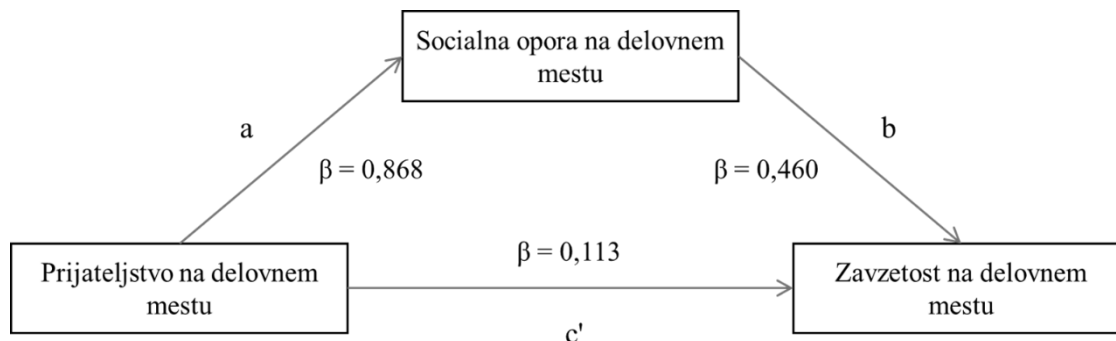 Socialna opora na delovnem
mestu
a
b
β = 0,868
β = 0,460
Prijateljstvo na delovnem
mestu
β = 0,113
Zavzetost na delovnem
mestu
c'